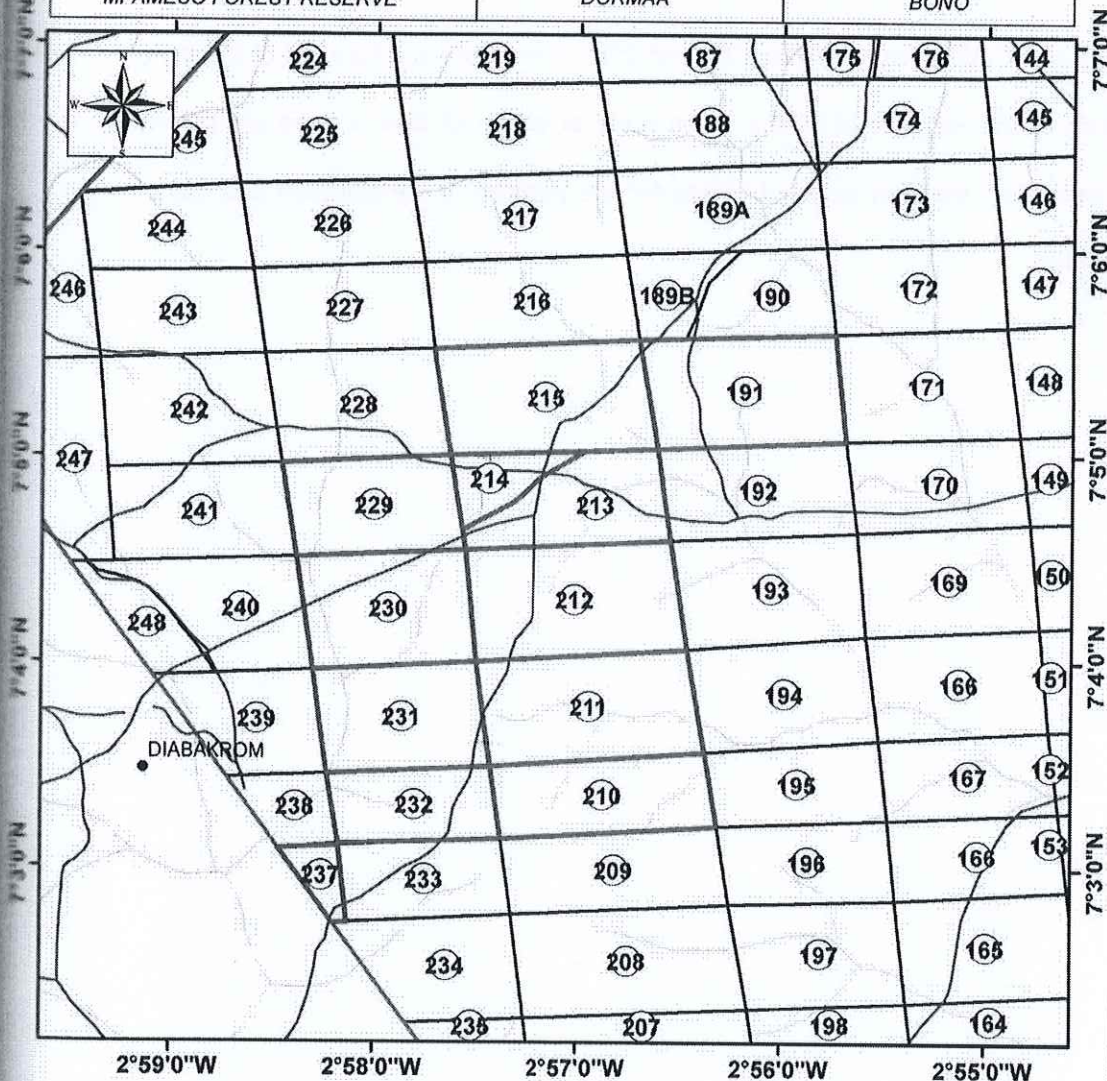 MPAMESO FOREST RESERVE DORMAA BONO
7°7'0"N 7°7'0"N
N
W E
S
224 219 187 175 176 144
245 225 218 188 174 145
244 226 217 189A 173 146
7°6'0"N 7°6'0"N
246 243 227 216 189B 190 172 147
242 228 215 191 171 148
7°5'0"N 7°5'0"N
247 241 229 214 213 192 170 149
248 240 230 212 193 169 150
7°4'0"N 7°4'0"N
239 231 211 194 166 151
DIABAKROM
238 232 210 195 167 152
7°3'0"N 7°3'0"N
237 233 209 196 166 153
234 208 197 165
235 207 198 164
2°59'0"W 2°58'0"W 2°57'0"W 2°56'0"W 2°55'0"W